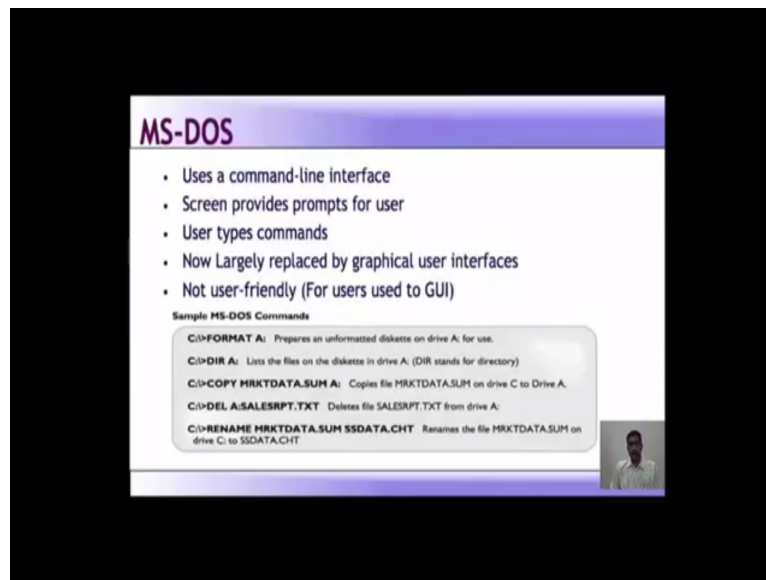 MS-DOS
• Uses a command-line interface
• Screen provides prompts for user
• User types commands
• Now Largely replaced by graphical user interfaces
• Not user-friendly (For users used to GUI)
Sample MS-DOS Commands
C:\>FORMAT A: Prepares an unformatted diskette on drive A: for use.
C:\>DIR A: Lists the files on the diskette in drive A: (DIR stands for directory)
C:\>COPY MRKTDATA.SUM A: Copies file MRKTDATA.SUM on drive C to Drive A.
C:\>DEL A:SALESRPT.TXT Deletes file SALESRPT.TXT from drive A:
C:\>RENAME MRKTDATA.SUM SSDATA.CHT Renames the file MRKTDATA.SUM on
drive C: to SSDATA.CHT